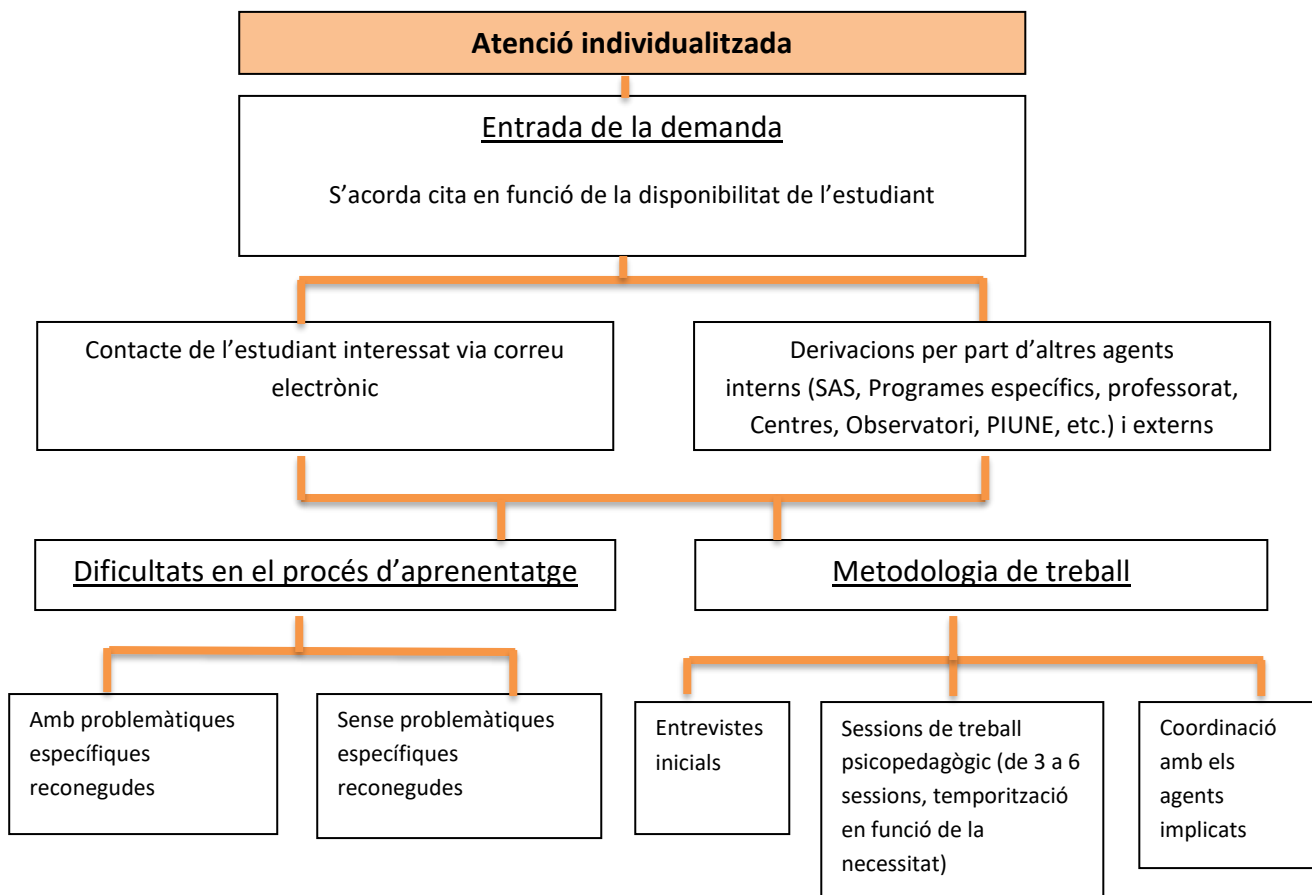 Atenció individualitzada
Entrada de la demanda
S’acorda cita en funció de la disponibilitat de l’estudiant
Contacte de l’estudiant interessat via correu
electrònic
Derivacions per part d’altres agents
interns (SAS, Programes específics, professorat,
Centres, Observatori, PIUNE, etc.) i externs
Dificultats en el procés d’aprenentatge
Metodologia de treball
Amb problemàtiques
específiques
reconegudes
Sense problemàtiques
específiques
reconegudes
Entrevistes
inicials
Sessions de treball
psicopedagògic (de 3 a 6
sessions, temporització
en funció de la
necessitat)
Coordinació
amb els
agents
implicats